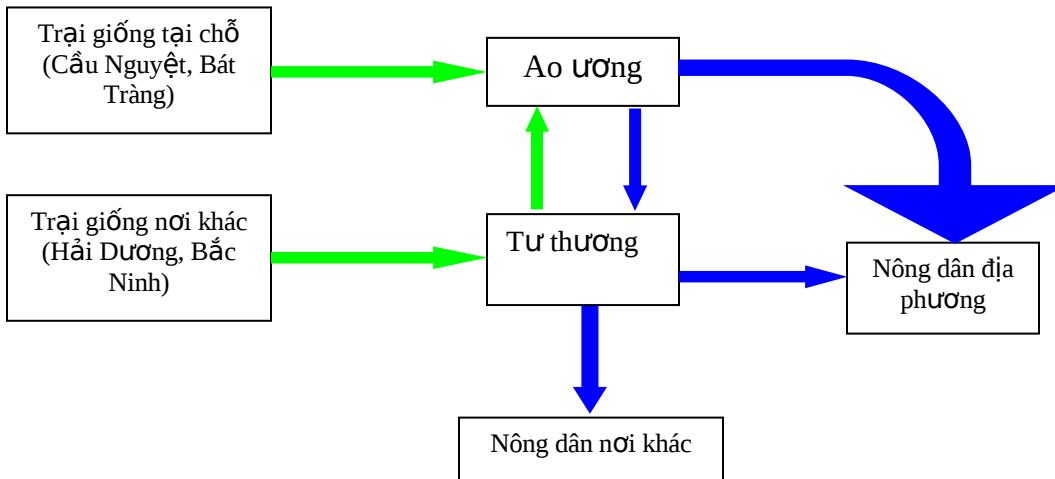 Trại giống tại chỗ
(Cầu Nguyệt, Bát
Tràng)
Ao ương
Trại giống nơi khác
(Hải Dương, Bắc
Ninh)
Tư thương
Nông dân địa
phương
Nông dân nơi khác